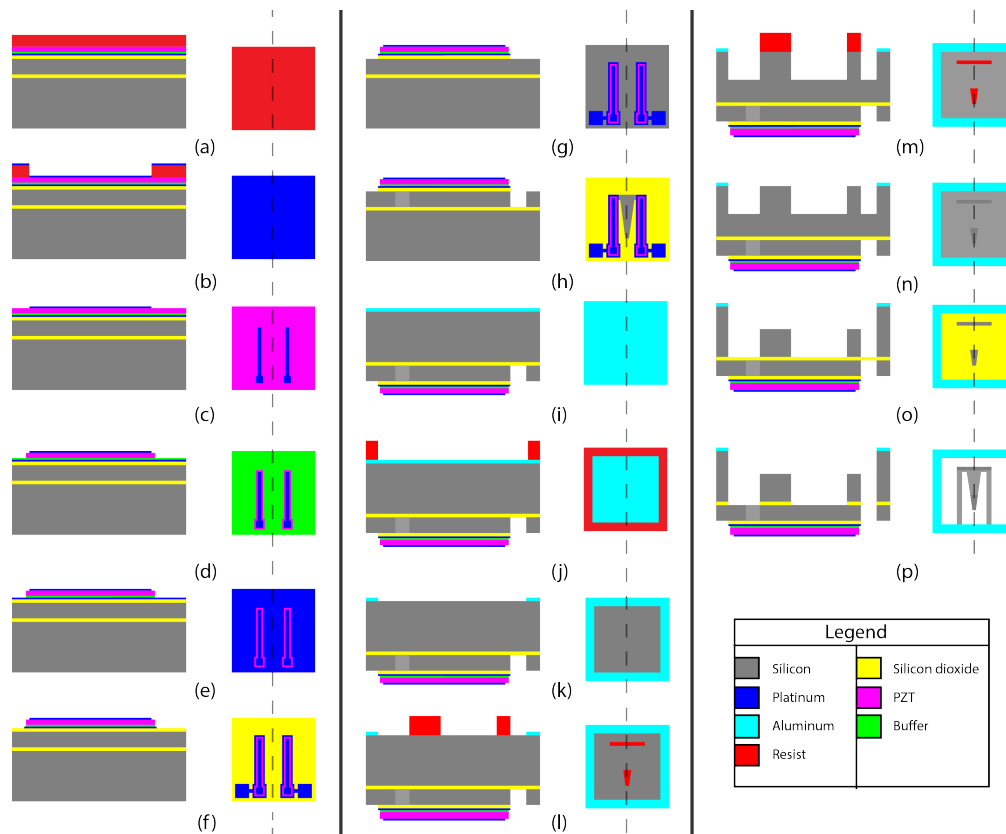 (a)
(b)
(c)
(d)
(e)
(f)
(g)
(h)
(i)
(j)
(k)
(l)
(m)
(n)
(o)
(p)
Legend
Silicon
Silicon dioxide
Platinum
PZT
Aluminum
Buffer
Resist